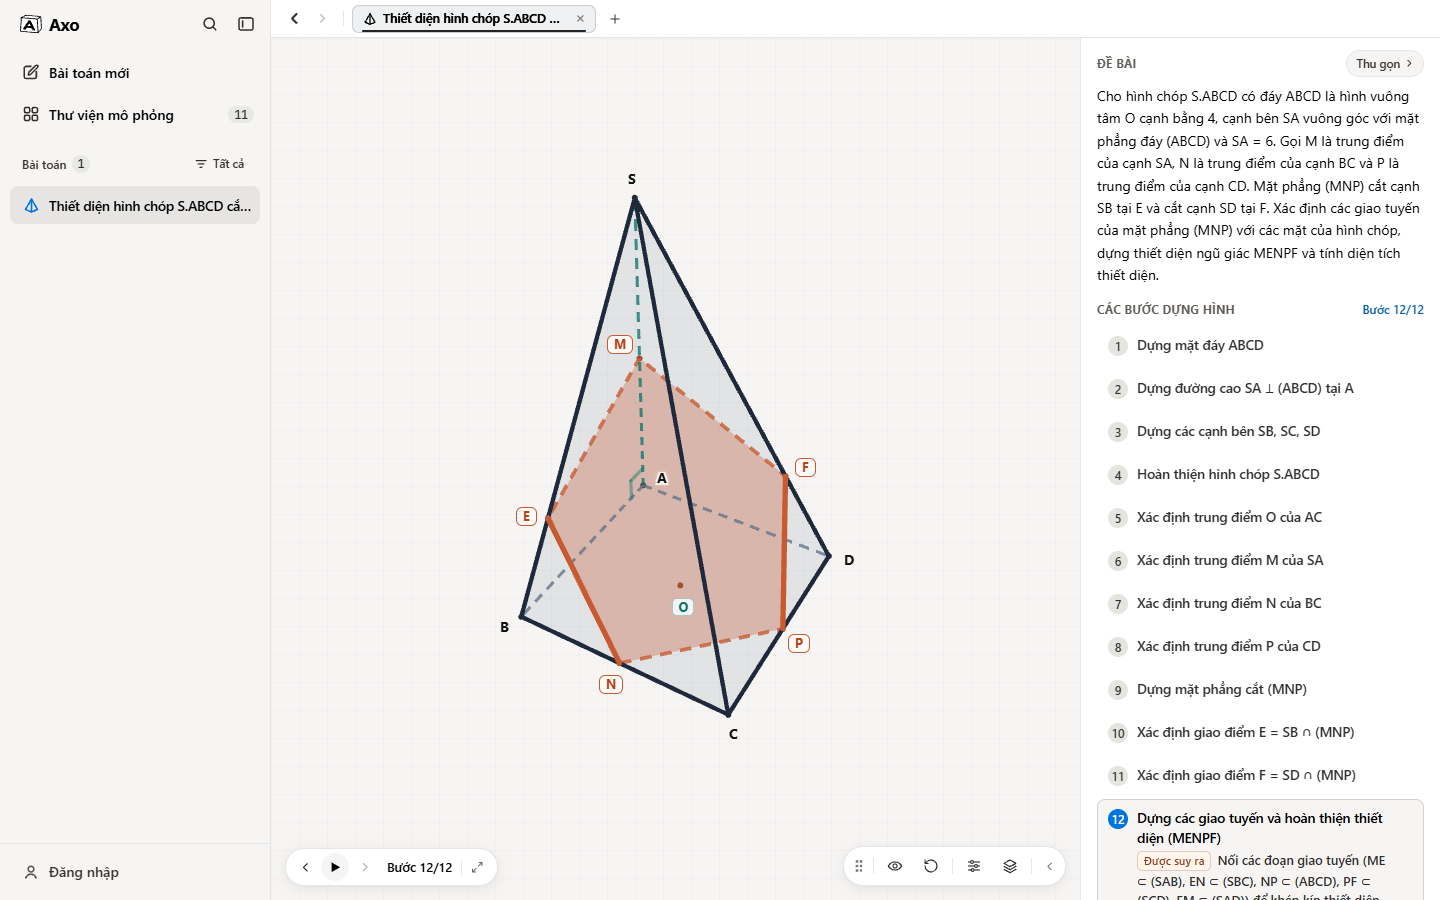 Axo
Bài toán mới
Thư viện mô phỏng 11
Bài toán 1 Tất cả
Thiết diện hình chóp S.ABCD cắ...
Đăng nhập
Thiết diện hình chóp S.ABCD ...
S
M
A
F
E
D
O
B
P
N
C
Bước 12/12
ĐỀ BÀI
Thu gọn
Cho hình chóp S.ABCD có đáy ABCD là hình vuông
tâm O cạnh bằng 4, cạnh bên SA vuông góc với mặt
phẳng đáy (ABCD) và SA = 6. Gọi M là trung điểm
của cạnh SA, N là trung điểm của cạnh BC và P là
trung điểm của cạnh CD. Mặt phẳng (MNP) cắt cạnh
SB tại E và cắt cạnh SD tại F. Xác định các giao tuyến
của mặt phẳng (MNP) với các mặt của hình chóp,
dựng thiết diện ngũ giác MENPF và tính diện tích
thiết diện.
CÁC BƯỚC DỰNG HÌNH Bước 12/12
1 Dựng mặt đáy ABCD
2 Dựng đường cao SA ⊥ (ABCD) tại A
3 Dựng các cạnh bên SB, SC, SD
4 Hoàn thiện hình chóp S.ABCD
5 Xác định trung điểm O của AC
6 Xác định trung điểm M của SA
7 Xác định trung điểm N của BC
8 Xác định trung điểm P của CD
9 Dựng mặt phẳng cắt (MNP)
10 Xác định giao điểm E = SB ∩ (MNP)
11 Xác định giao điểm F = SD ∩ (MNP)
12 Dựng các giao tuyến và hoàn thiện thiết
diện (MENPF)
Được suy ra Nối các đoạn giao tuyến (ME
⊂ (SAB), EN ⊂ (SBC), NP ⊂ (ABCD), PF ⊂
(SCD), FM ⊂ (SAD)) để khép kín thiết diện